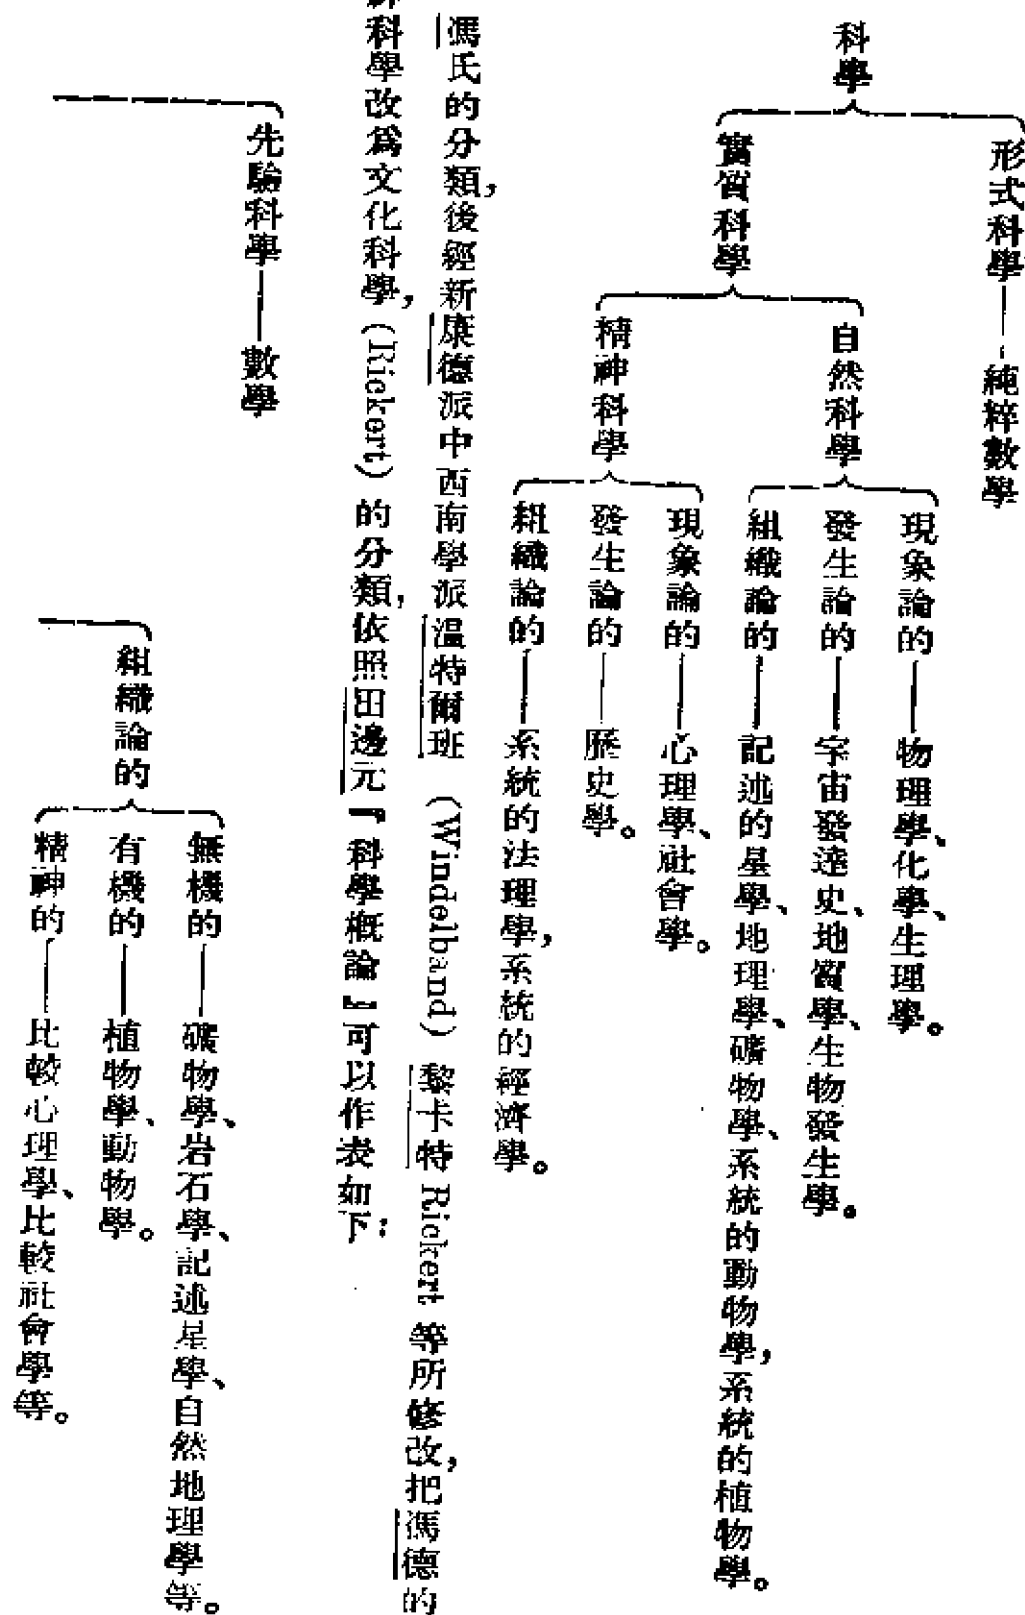 科學
形式科學——純粹數學
實質科學
自然科學
現象論的——物理學、化學、生理學。
發生論的——宇宙發達史、地質學、生物發生學。
組織論的——記述的星學、地理學、礦物學、系統的動物學，系統的植物學。
精神科學
現象論的——心理學、社會學。
發生論的——歷史學。
組織論的——系統的法理學，系統的經濟學。
馮氏的分類，後經新康德派中西南學派溫特爾班（Windelband）黎卡特 Rickert 等所修改，把馮德的
科學改爲文化科學，(Rickert) 的分類，依照田邊元『科學概論』可以作表如下：
先驗科學——數學
組織論的
無機的——礦物學、岩石學、記述星學、自然地理學等。
有機的——植物學、動物學。
精神的——比較心理學、比較社會學等。